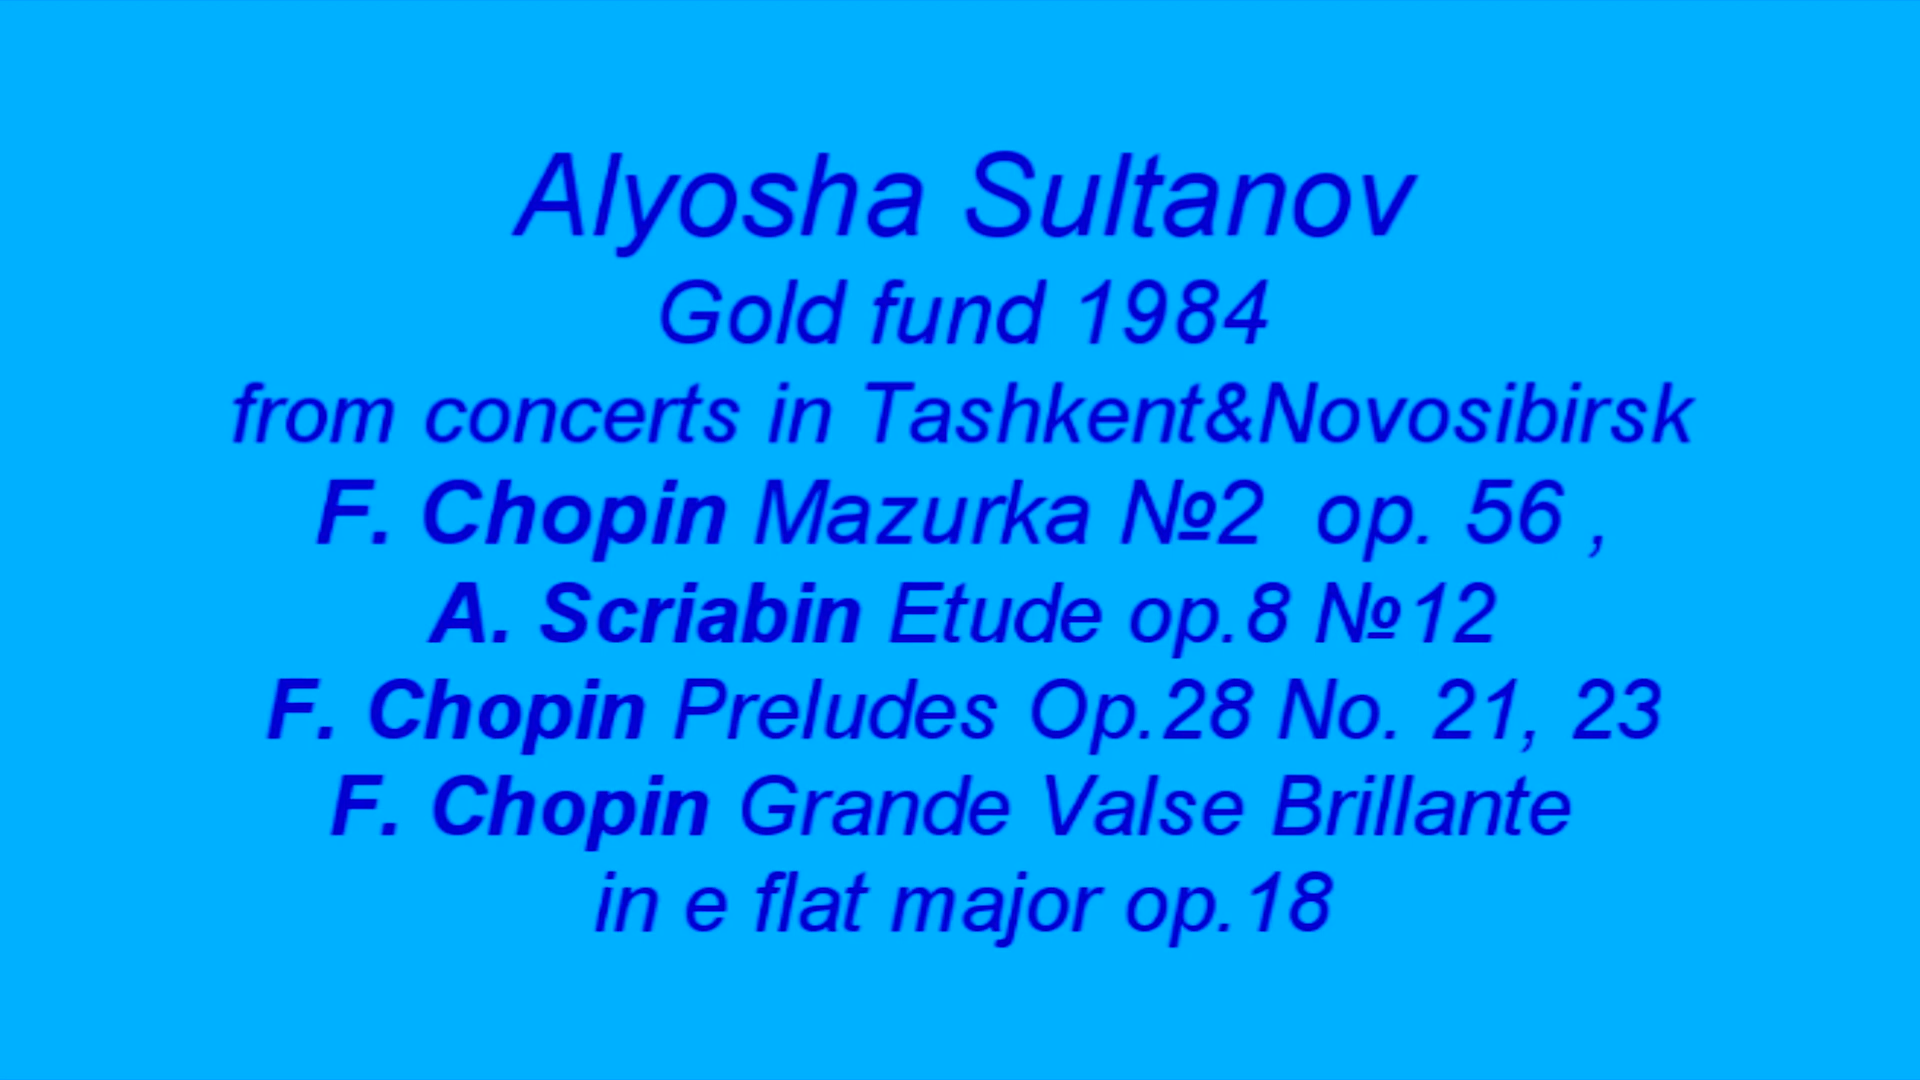 Alyosha Sultanov
Gold fund 1984
from concerts in Tashkent&Novosibirsk
F. Chopin Mazurka №2 op. 56 ,
A. Scriabin Etude op.8 №12
F. Chopin Preludes Op.28 No. 21, 23
F. Chopin Grande Valse Brillante
in e flat major op.18